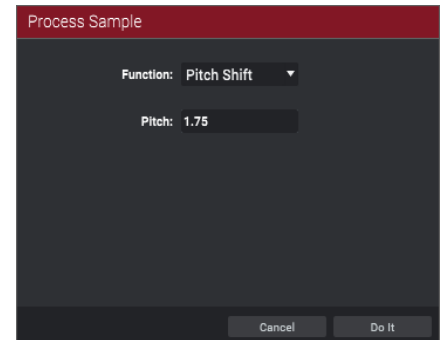 Process Sample
Function: Pitch Shift
Pitch: 1.75
Cancel Do It